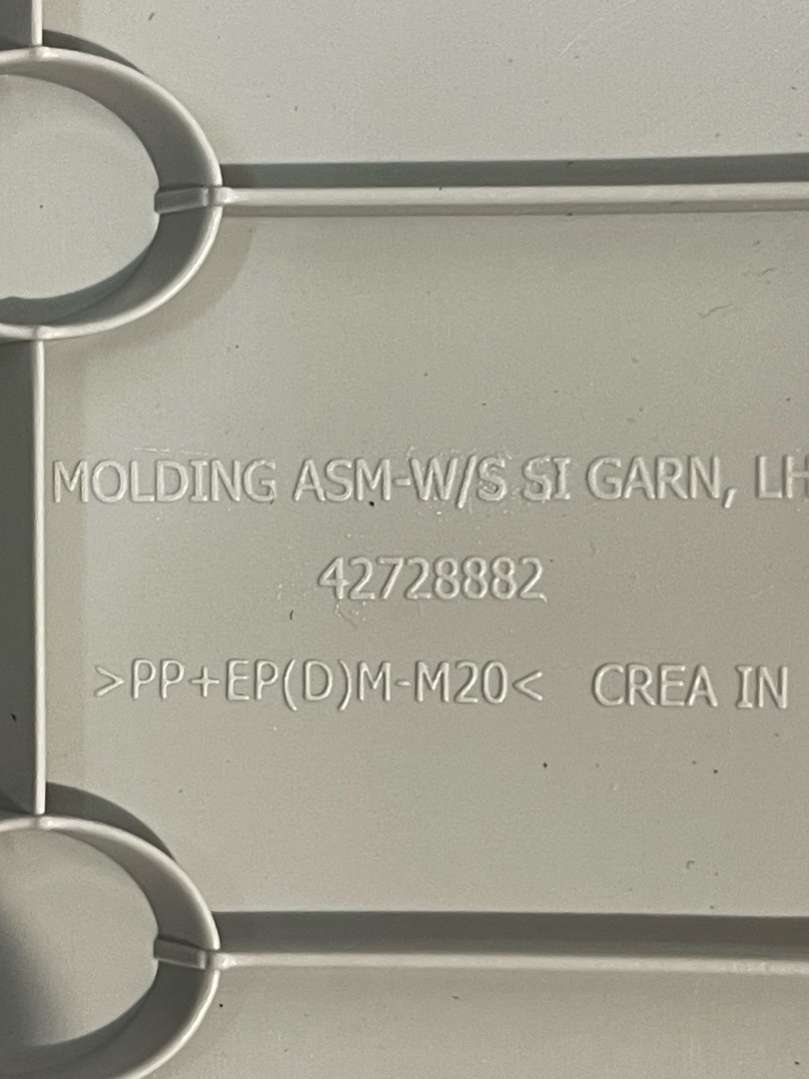 MOLDING ASM-W/S SI GARN, LH
42728882
>PP+EP(D)M-M20< CREA IN